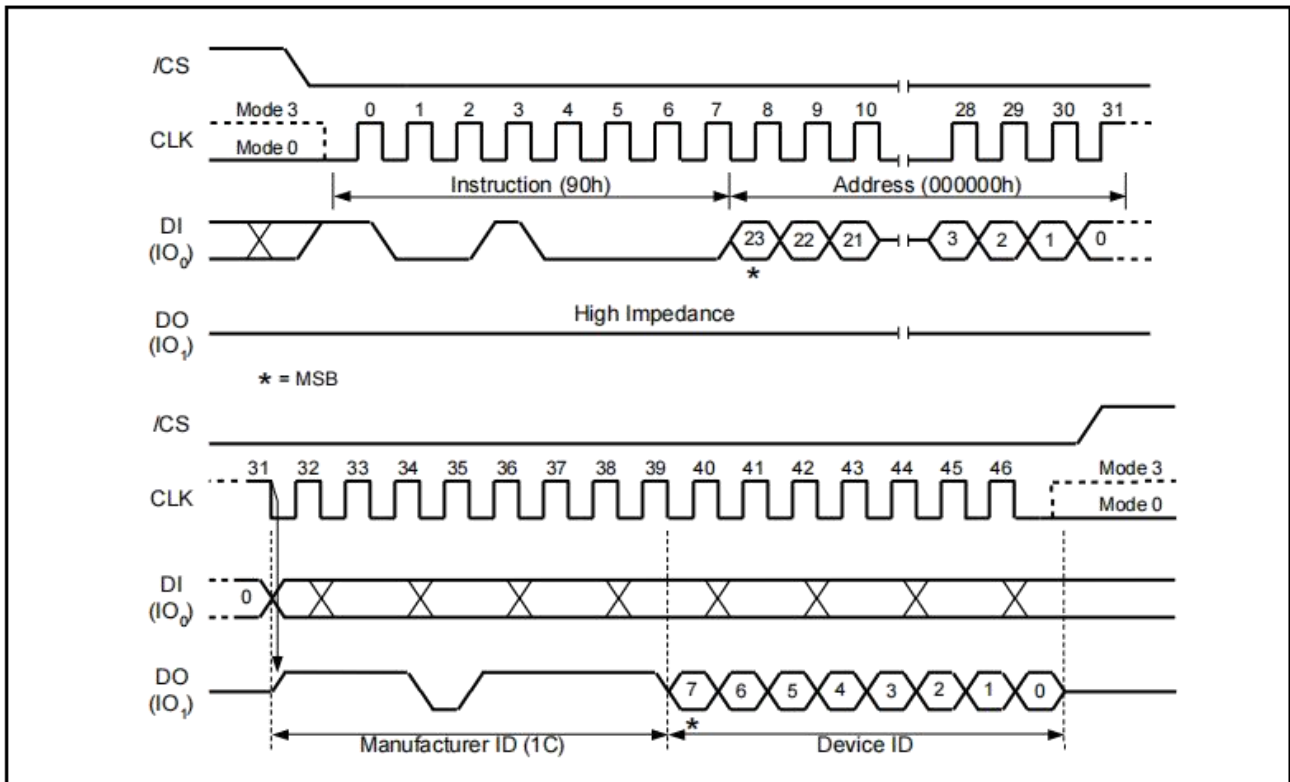 /CS
Mode 3 0 1 2 3 4 5 6 7 8 9 10 28 29 30 31
CLK
Mode 0
Instruction (90h) Address (000000h)
DI
(IO₀) 23 22 21 3 2 1 0
*
High Impedance
DO
(IO₁)
* = MSB
/CS
31 32 33 34 35 36 37 38 39 40 41 42 43 44 45 46 Mode 3
CLK
Mode 0
DI
0
(IO₀)
DO
(IO₁) 7 6 5 4 3 2 1 0
*
Manufacturer ID (1C) Device ID